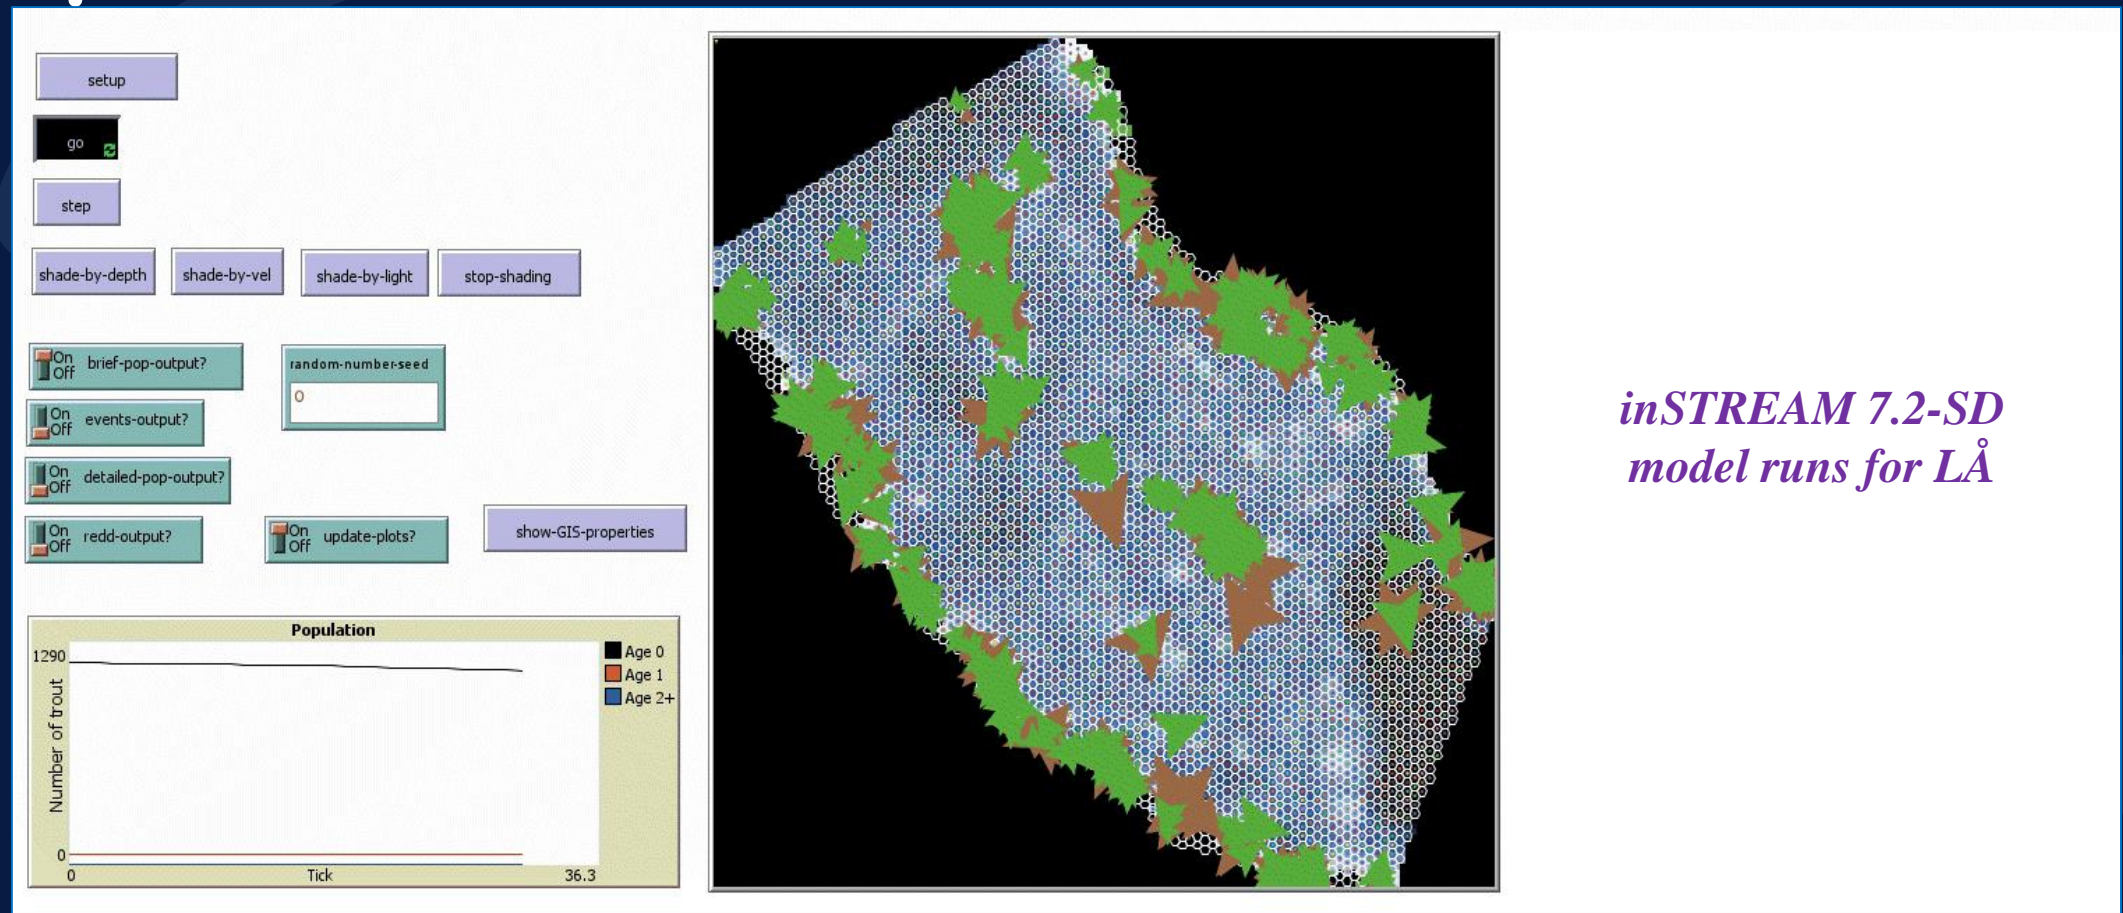 setup
go
step
shade-by-depth shade-by-vel shade-by-light stop-shading
On
Off
brief-pop-output?
random-number-seed
0
On
Off
events-output?
On
Off
detailed-pop-output?
On
Off
redd-output?
On
Off
update-plots?
show-GIS-properties
Population
1290
Number of trout
0
0
Tick
36.3
Age 0
Age 1
Age 2+
inSTREAM 7.2-SD
model runs for LÅ